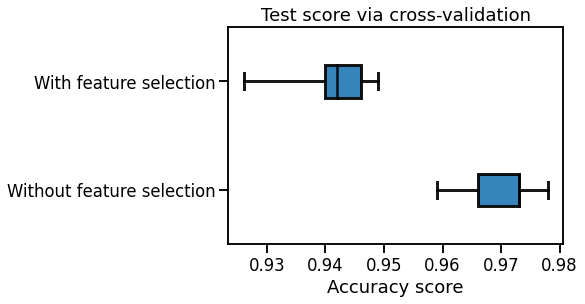 Test score via cross-validation
With feature selection
Without feature selection
0.93 0.94 0.95 0.96 0.97 0.98
Accuracy score